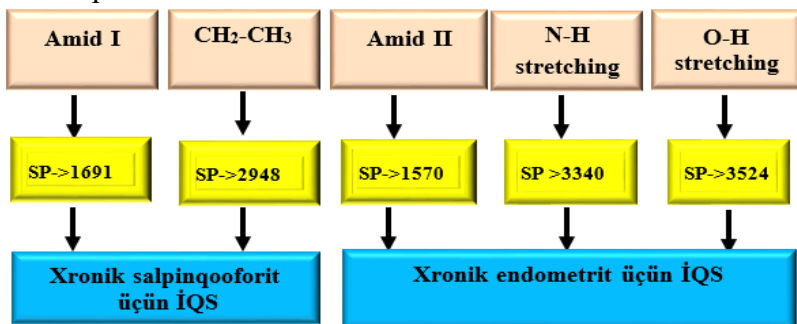 Amid I
CH₂-CH₃
Amid II
N-H
stretching
O-H
stretching
SP->1691
SP->2948
SP->1570
SP >3340
SP->3524
Xronik salpinqooforit
üçün İQS
Xronik endometrit üçün İQS